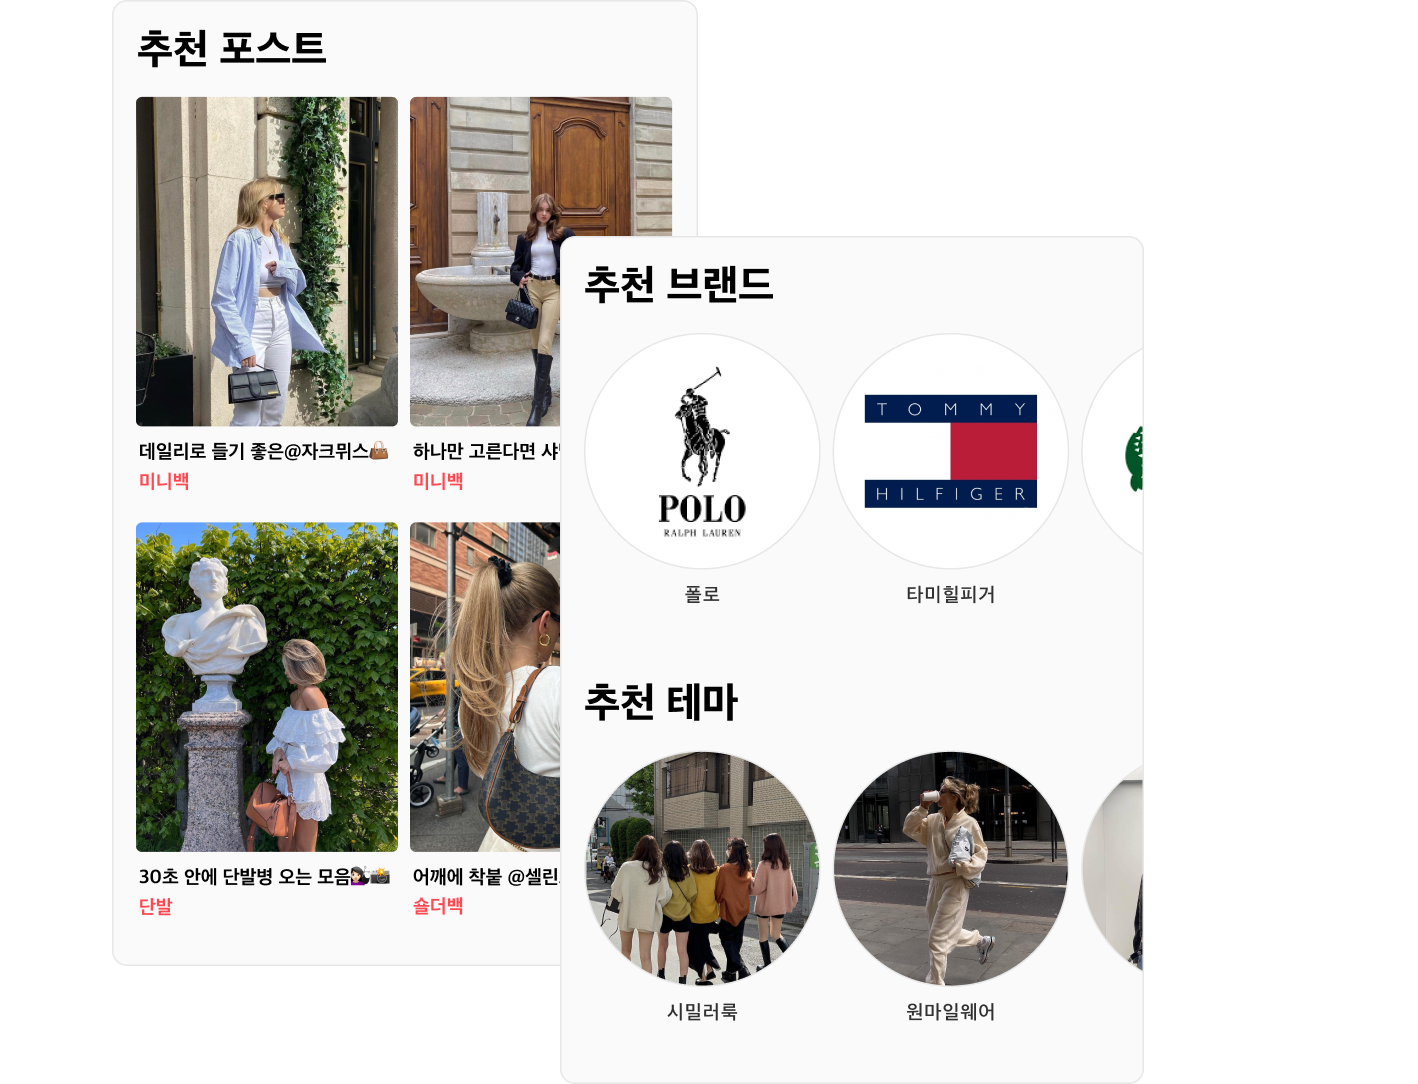 추천 포스트
데일리로 들기 좋은@자크뮈스👜
미니백
하나만 고른다면
미니백
30초 안에 단발병 오는 모음💇🏻‍♀️📸
단발
어깨에 착붙 @셀린
숄더백
추천 브랜드
POLO
RALPH LAUREN
TOMMY
HILFIGER
폴로
타미힐피거
추천 테마
시밀러룩
원마일웨어